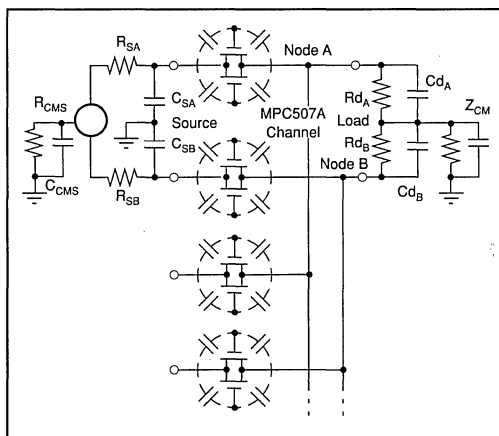 R_SA
Node A
Cd_A
R_CMS
C_SA
MPC507A
Channel
Rd_A
Z_CM
Source
Load
C_SB
Rd_B
Node B
C_CMS
R_SB
Cd_B